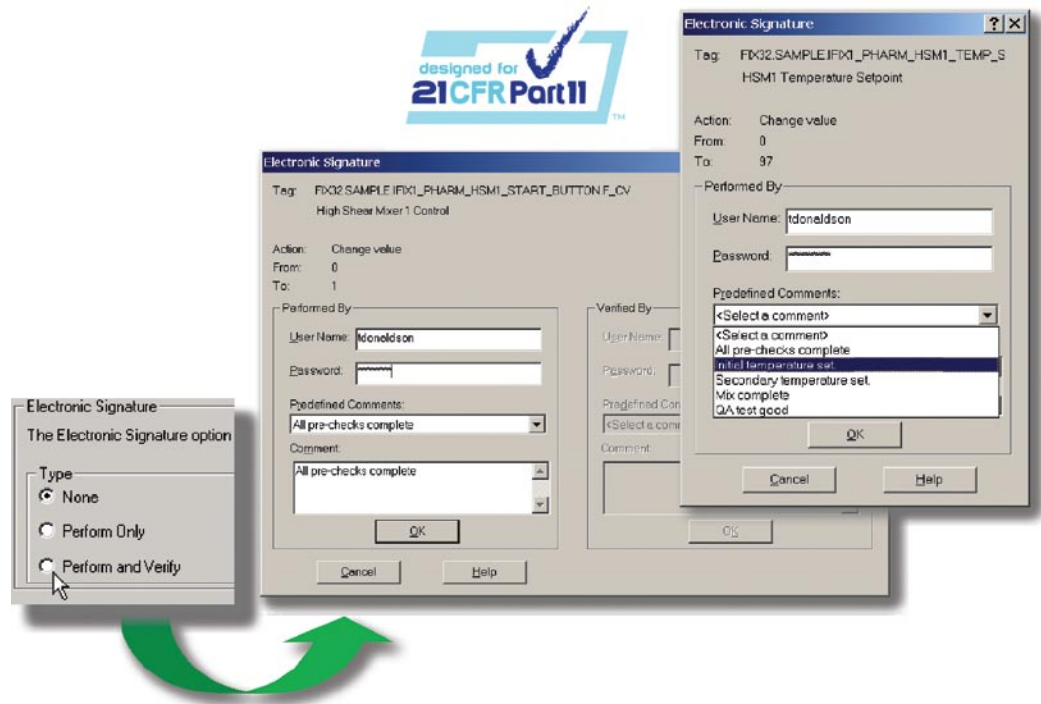 designed for
21CFR Part11
TM
Electronic Signature
The Electronic Signature option
Type
None
Perform Only
Perform and Verify
Electronic Signature
Tag: FIX32.SAMPLE.IFIX1_PHARM_HSM1_START_BUTTON.F_CV
High Shear Mixer 1 Control
Action: Change value
From: 0
To: 1
Performed By
User Name: tdonaldson
Password:
Predefined Comments:
All pre-checks complete
Comment:
All pre-checks complete
OK
Verified By
User Name:
Password:
Predefined Com
<Select a comm
Comment:
OK
Cancel Help
Electronic Signature
Tag: FIX32.SAMPLE.IFIX1_PHARM_HSM1_TEMP_S
HSM1 Temperature Setpoint
Action: Change value
From: 0
To: 97
Performed By
User Name: tdonaldson
Password:
Predefined Comments:
<Select a comment>
<Select a comment>
All pre-checks complete
Initial temperature set.
Secondary temperature set.
Mix complete
QA test good
OK
Cancel Help